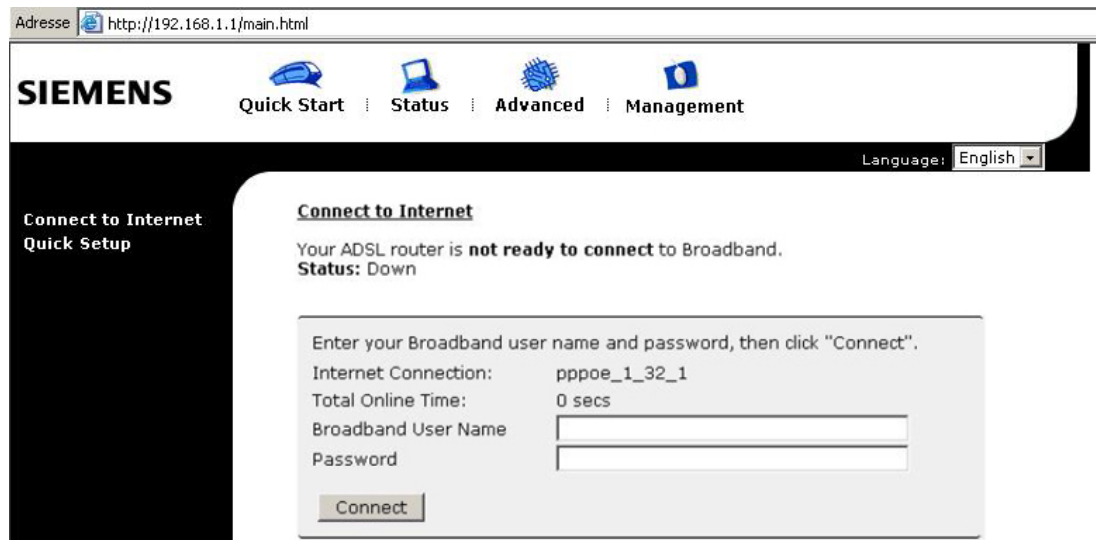 Adresse http://192.168.1.1/main.html
SIEMENS
Quick Start Status Advanced Management
Language: English
Connect to Internet
Quick Setup
Connect to Internet
Your ADSL router is not ready to connect to Broadband.
Status: Down
Enter your Broadband user name and password, then click "Connect".
Internet Connection: pppoe_1_32_1
Total Online Time: 0 secs
Broadband User Name
Password
Connect